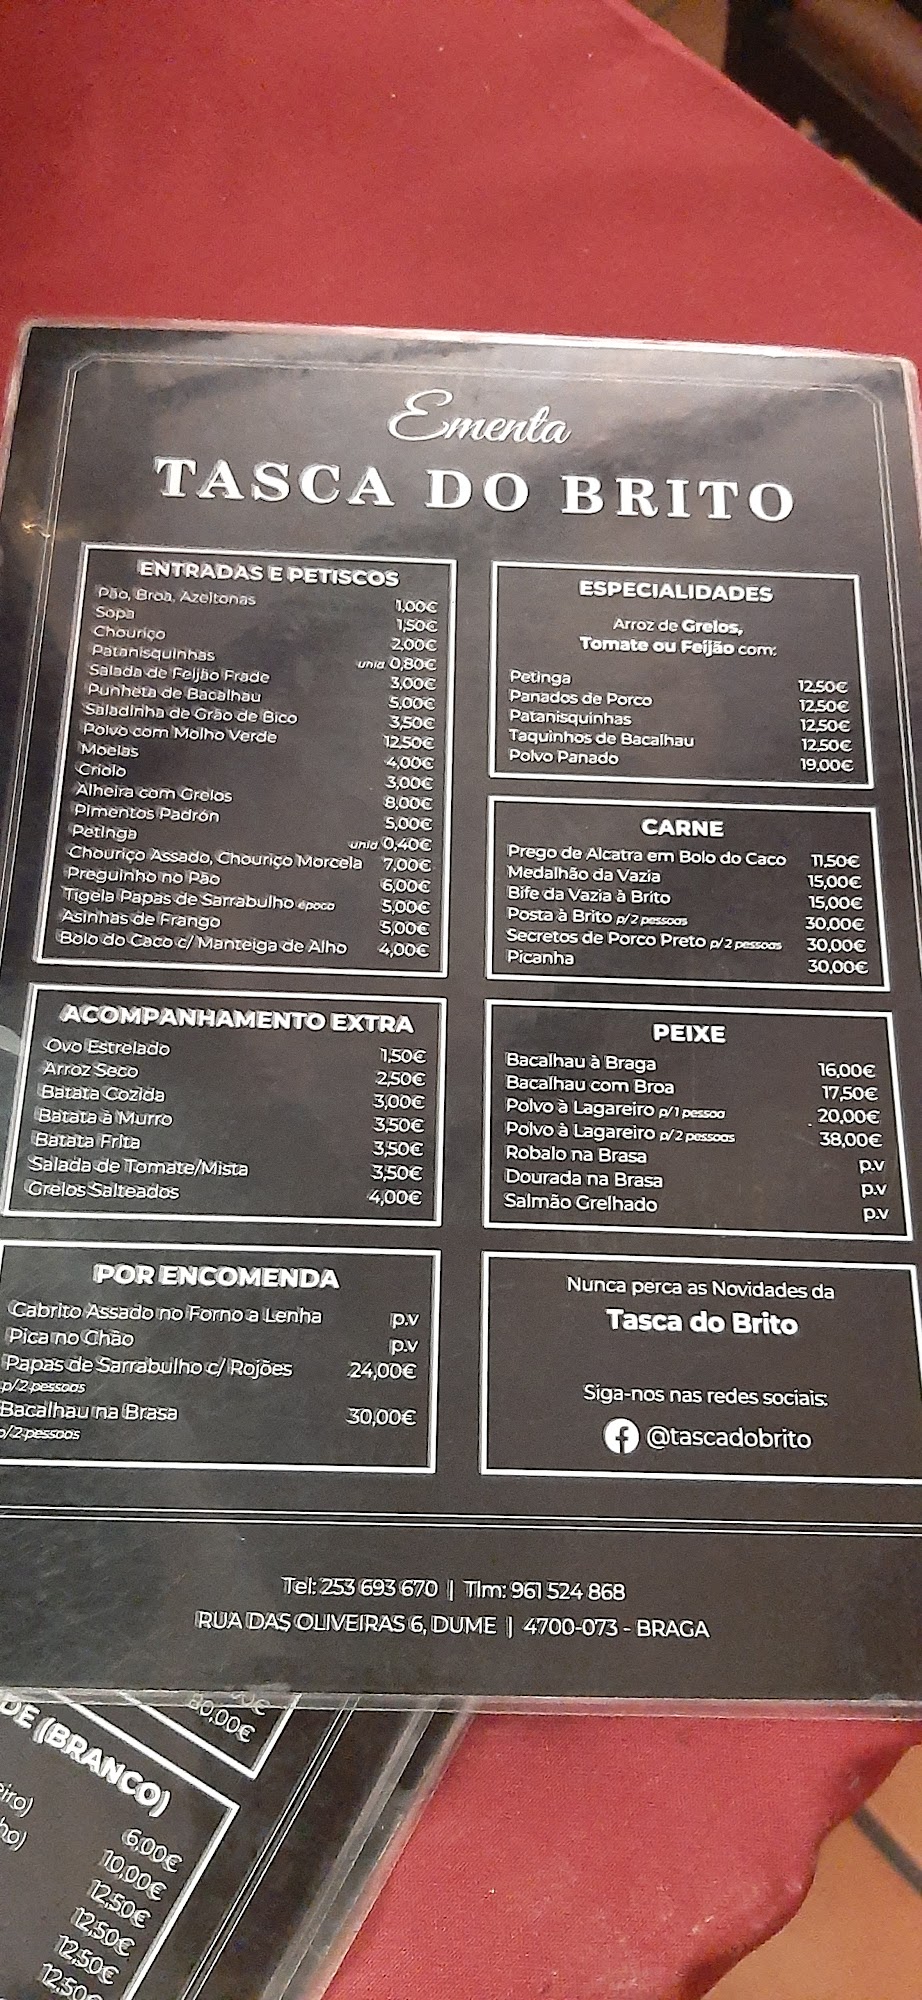 Ementa
TASCA DO BRITO
ENTRADAS E PETISCOS
Pão, Broa, Azeitonas 1,00€
Sopa 1,50€
Chouriço 2,00€
Patanisquinhas unid 0,80€
Salada de Feijão Frade 3,00€
Punheta de Bacalhau 5,00€
Saladinha de Grão de Bico 3,50€
Polvo com Molho Verde 12,50€
Moelas 4,00€
Criolo 3,00€
Alheira com Grelos 8,00€
Pimentos Padrón 5,00€
Petinga unid 0,40€
Chouriço Assado, Chouriço Morcela 7,00€
Preguinho no Pão 6,00€
Tigela Papas de Sarrabulho época 5,00€
Asinhas de Frango 5,00€
Bolo do Caco c/ Manteiga de Alho 4,00€
ACOMPANHAMENTO EXTRA
Ovo Estrelado 1,50€
Arroz Seco 2,50€
Batata Cozida 3,00€
Batata à Murro 3,50€
Batata Frita 3,50€
Salada de Tomate/Mista 3,50€
Grelos Salteados 4,00€
POR ENCOMENDA
Cabrito Assado no Forno a Lenha p.v
Pica no Chão p.v
Papas de Sarrabulho c/ Rojões 24,00€
p/2 pessoas
Bacalhau na Brasa 30,00€
p/2 pessoas
ESPECIALIDADES
Arroz de Grelos,
Tomate ou Feijão com:
Petinga 12,50€
Panados de Porco 12,50€
Patanisquinhas 12,50€
Taquinhos de Bacalhau 12,50€
Polvo Panado 19,00€
CARNE
Prego de Alcatra em Bolo do Caco 11,50€
Medalhão da Vazia 15,00€
Bife da Vazia à Brito 15,00€
Posta à Brito p/2 pessoas 30,00€
Secretos de Porco Preto p/2 pessoas 30,00€
Picanha 30,00€
PEIXE
Bacalhau à Braga 16,00€
Bacalhau com Broa 17,50€
Polvo à Lagareiro p/1 pessoa 20,00€
Polvo à Lagareiro p/2 pessoas 38,00€
Robalo na Brasa p.v
Dourada na Brasa p.v
Salmão Grelhado p.v
Nunca perca as Novidades da
Tasca do Brito
Siga-nos nas redes sociais:
@tascadobrito
Tel: 253 693 670 | Tlm: 961 524 868
RUA DAS OLIVEIRAS 6, DUME | 4700-073 - BRAGA
DE (BRANCO)
6,00€
10,00€
12,50€
12,50€
12,50€
12,50€